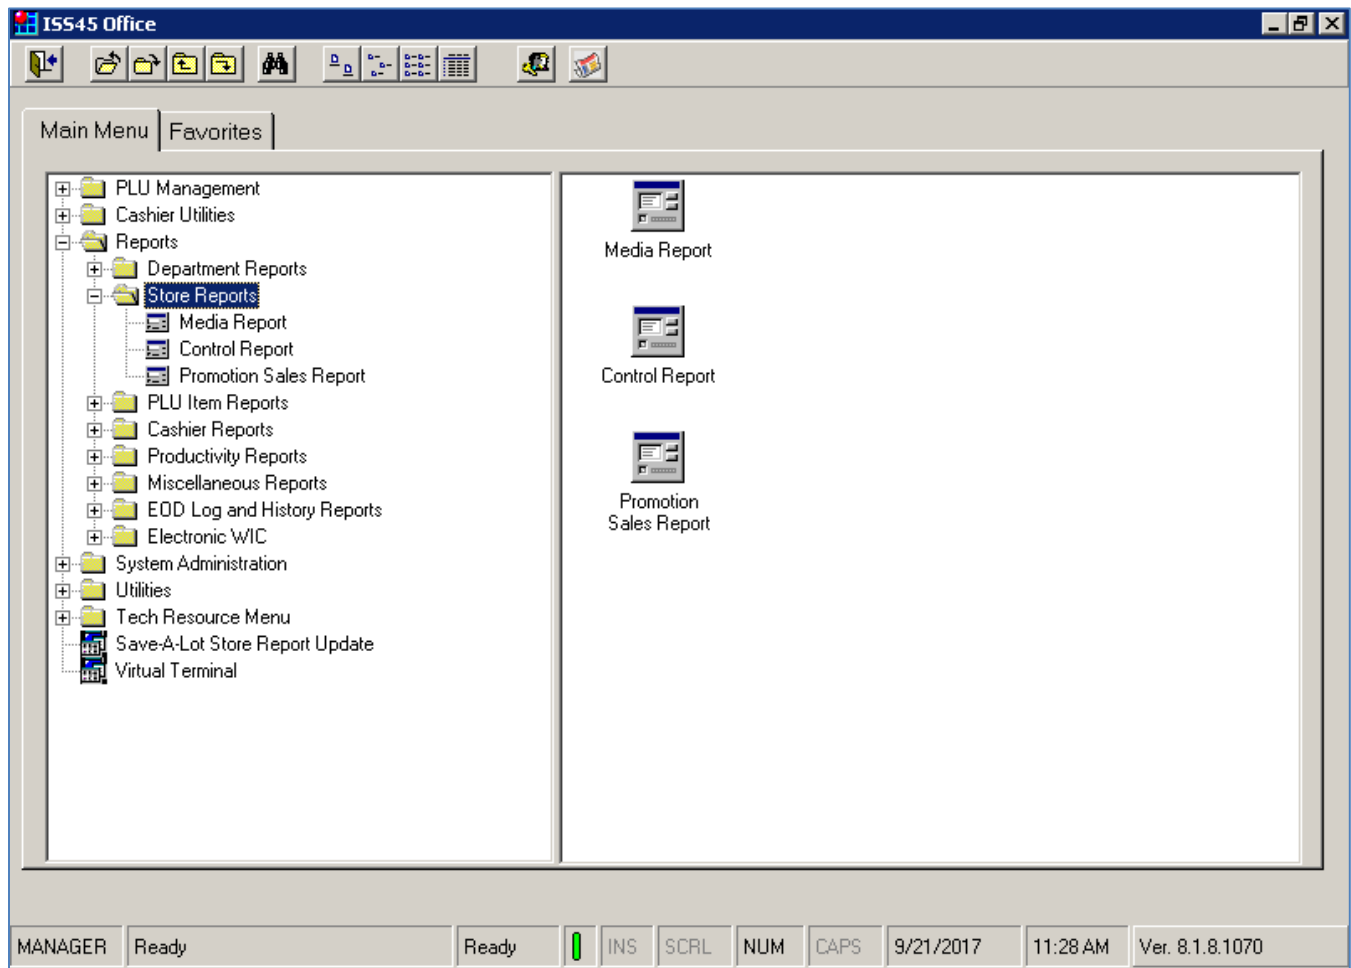 ISS45 Office
Main Menu
Favorites
PLU Management
Cashier Utilities
Reports
Department Reports
Store Reports
Media Report
Control Report
Promotion Sales Report
PLU Item Reports
Cashier Reports
Productivity Reports
Miscellaneous Reports
EOD Log and History Reports
Electronic WIC
System Administration
Utilities
Tech Resource Menu
Save-A-Lot Store Report Update
Virtual Terminal
Media Report
Control Report
Promotion
Sales Report
MANAGER
Ready
Ready
INS
SCRL
NUM
CAPS
9/21/2017
11:28 AM
Ver. 8.1.8.1070